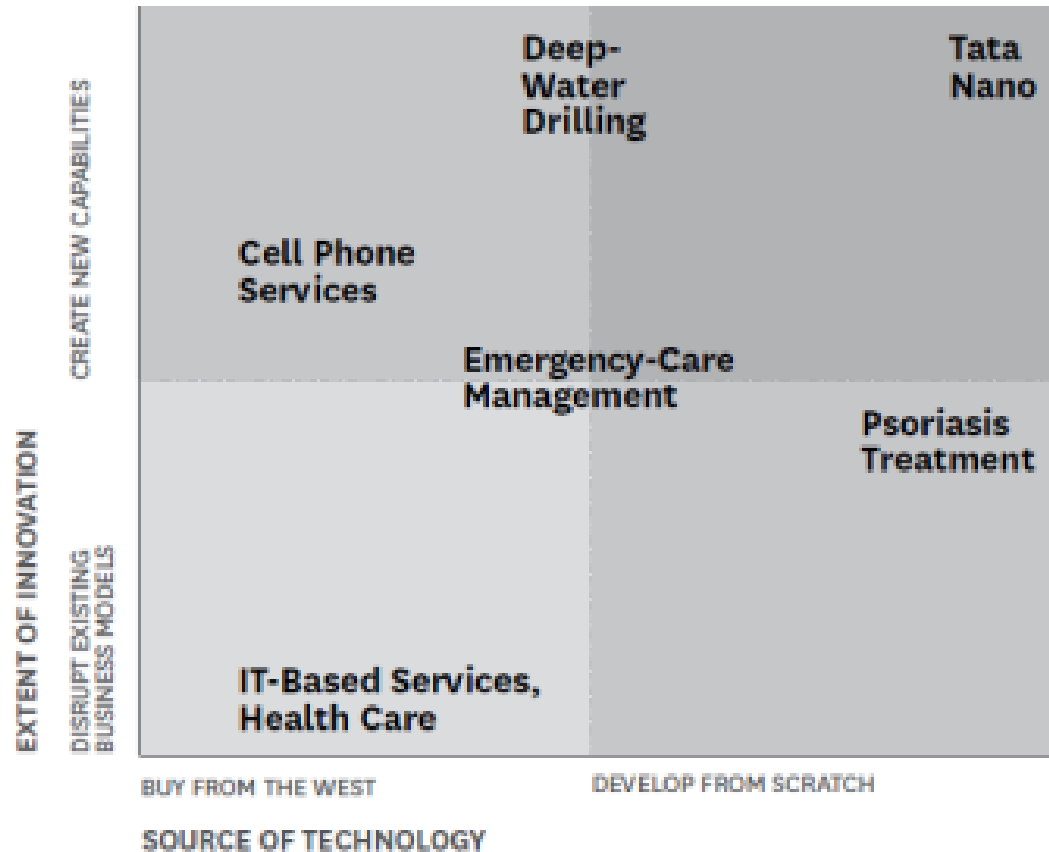 Deep-
Water
Drilling
Tata
Nano
Cell Phone
Services
Emergency-Care
Management
Psoriasis
Treatment
IT-Based Services,
Health Care
EXTENT OF INNOVATION
CREATE NEW CAPABILITIES
DISRUPT EXISTING
BUSINESS MODELS
BUY FROM THE WEST
DEVELOP FROM SCRATCH
SOURCE OF TECHNOLOGY